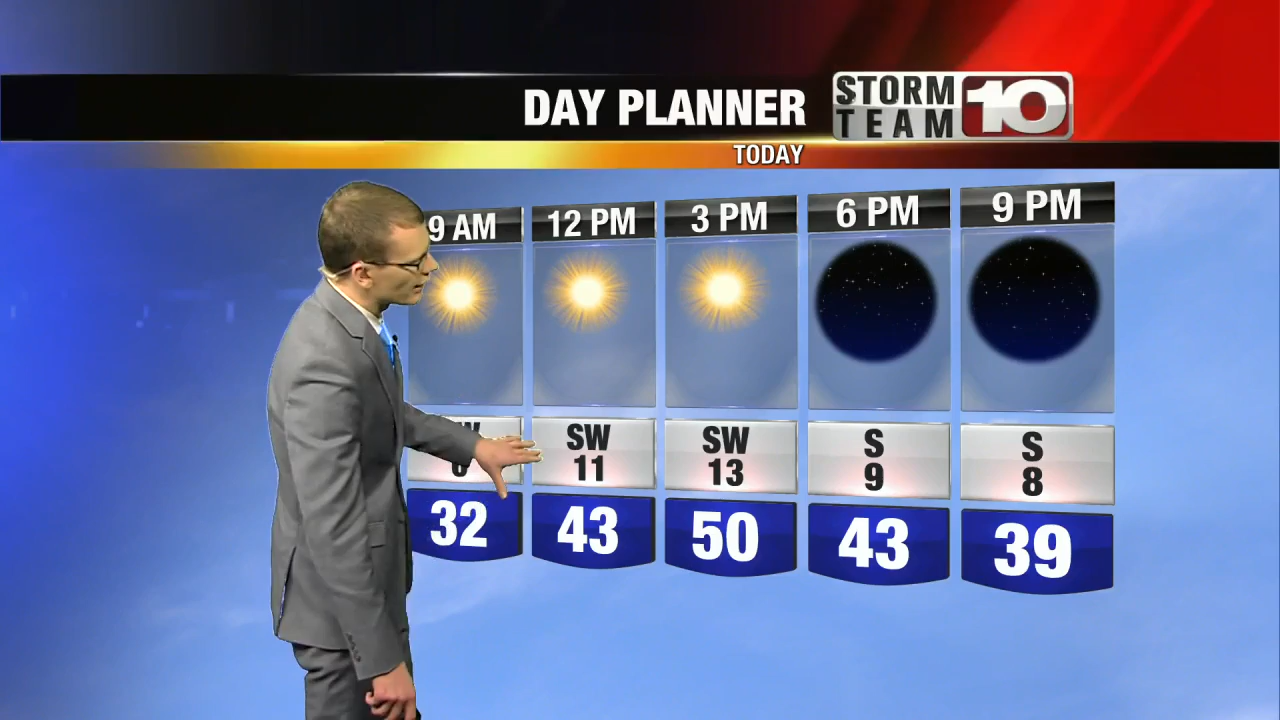 DAY PLANNER
STORM
TEAM
10
TODAY
9 AM
12 PM
3 PM
6 PM
9 PM
SW
11
SW
13
S
9
S
8
32
43
50
43
39